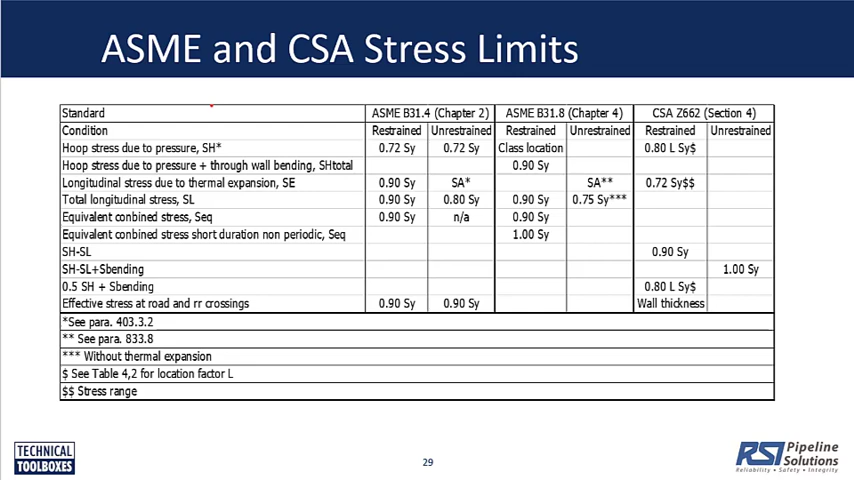 ASME and CSA Stress Limits
Standard ASME B31.4 (Chapter 2) ASME B31.8 (Chapter 4) CSA Z662 (Section 4)
Condition Restrained Unrestrained Restrained Unrestrained Restrained Unrestrained
Hoop stress due to pressure, SH* 0.72 Sy 0.72 Sy Class location 0.80 L Sy$
Hoop stress due to pressure + through wall bending, SHtotal 0.90 Sy
Longitudinal stress due to thermal expansion, SE 0.90 Sy SA* SA** 0.72 Sy$$
Total longitudinal stress, SL 0.90 Sy 0.80 Sy 0.90 Sy 0.75 Sy***
Equivalent combined stress, Seq 0.90 Sy n/a 0.90 Sy
Equivalent combined stress short duration non periodic, Seq 1.00 Sy
SH-SL 0.90 Sy
SH-SL+Sbending 1.00 Sy
0.5 SH + Sbending 0.80 L Sy$
Effective stress at road and rr crossings 0.90 Sy 0.90 Sy Wall thickness
*See para. 403.3.2
** See para. 833.8
*** Without thermal expansion
$ See Table 4,2 for location factor L
$$ Stress range
TECHNICAL
TOOLBOXES
29
RSI Pipeline
Solutions
Reliability • Safety • Integrity